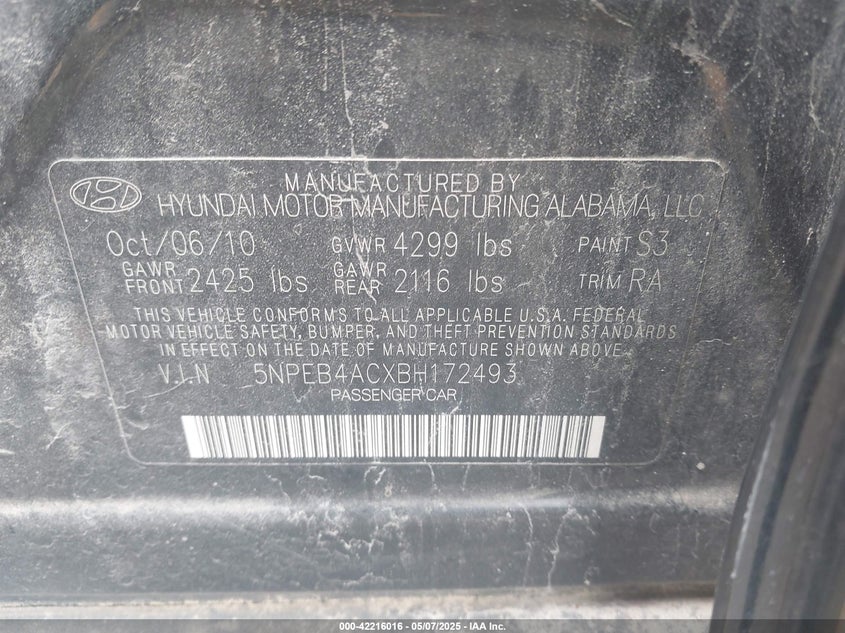 MANUFACTURED BY
HYUNDAI MOTOR MANUFACTURING ALABAMA, LLC
Oct/06/10 GVWR 4299 lbs PAINT S3
GAWR FRONT 2425 lbs GAWR REAR 2116 lbs TRIM RA
THIS VEHICLE CONFORMS TO ALL APPLICABLE U.S.A. FEDERAL
MOTOR VEHICLE SAFETY, BUMPER, AND THEFT PREVENTION STANDARDS
IN EFFECT ON THE DATE OF MANUFACTURE SHOWN ABOVE.
V.I.N 5NPEB4ACXBH172493
PASSENGER CAR
000-42216016 - 05/07/2025 - IAA Inc.